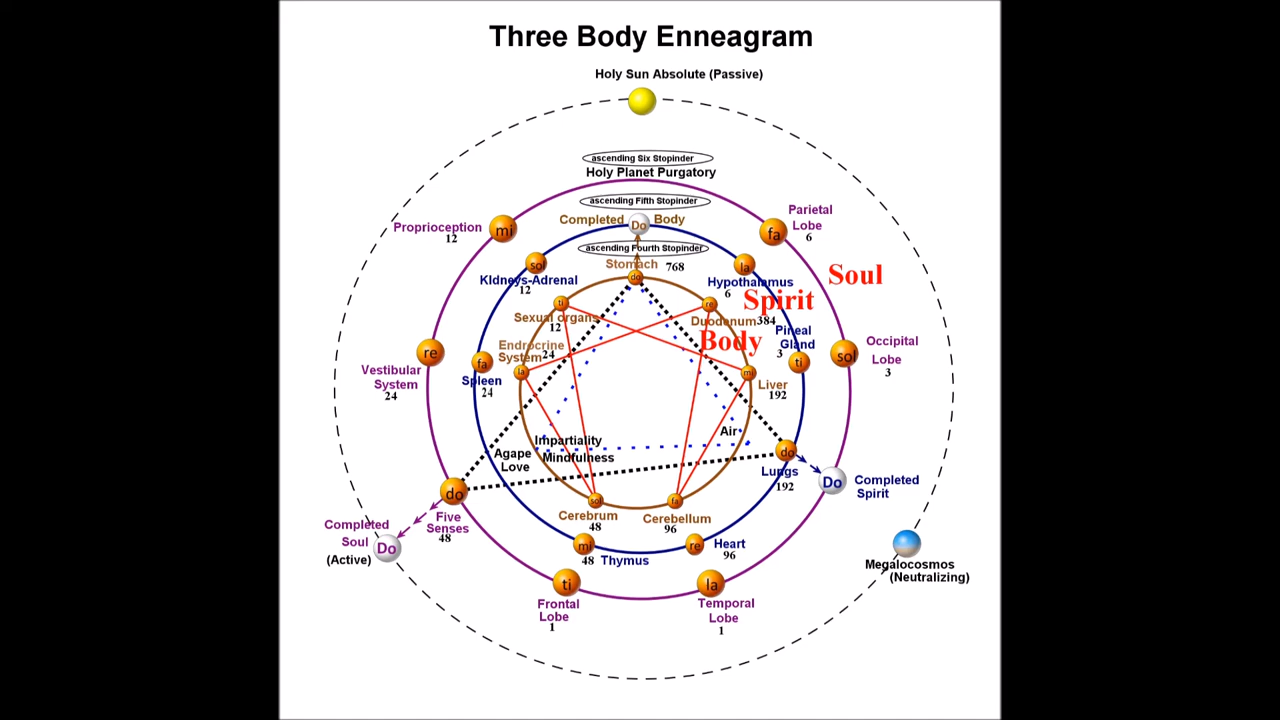 Three Body Enneagram
Holy Sun Absolute (Passive)
ascending Six Stopinder
Holy Planet Purgatory
ascending Fifth Stopinder
Completed Do Body
ascending Fourth Stopinder
Stomach 768
do
Proprioception
12
mi
Parietal
Lobe
6
fa
sol
KIdneys-Adrenal
12
la
Hypothalamus
6
Soul
Spirit
Body
ti
Sexual organs
12
re
Duodenum 384
Pineal
Gland
3
ti
Endrocrine
System 24
la
mi
Liver
192
re
Vestibular
System
24
fa
Spleen
24
sol
Occipital
Lobe
3
Impartiality
Mindfulness
Agape
Love
Air
do
Lungs
192
Do
Completed
Spirit
do
Five
Senses
48
Completed
Soul
(Active)
Do
sol
Cerebrum
48
fa
Cerebellum
96
mi
48 Thymus
re
Heart
96
Megalocosmos
(Neutralizing)
ti
Frontal
Lobe
1
la
Temporal
Lobe
1